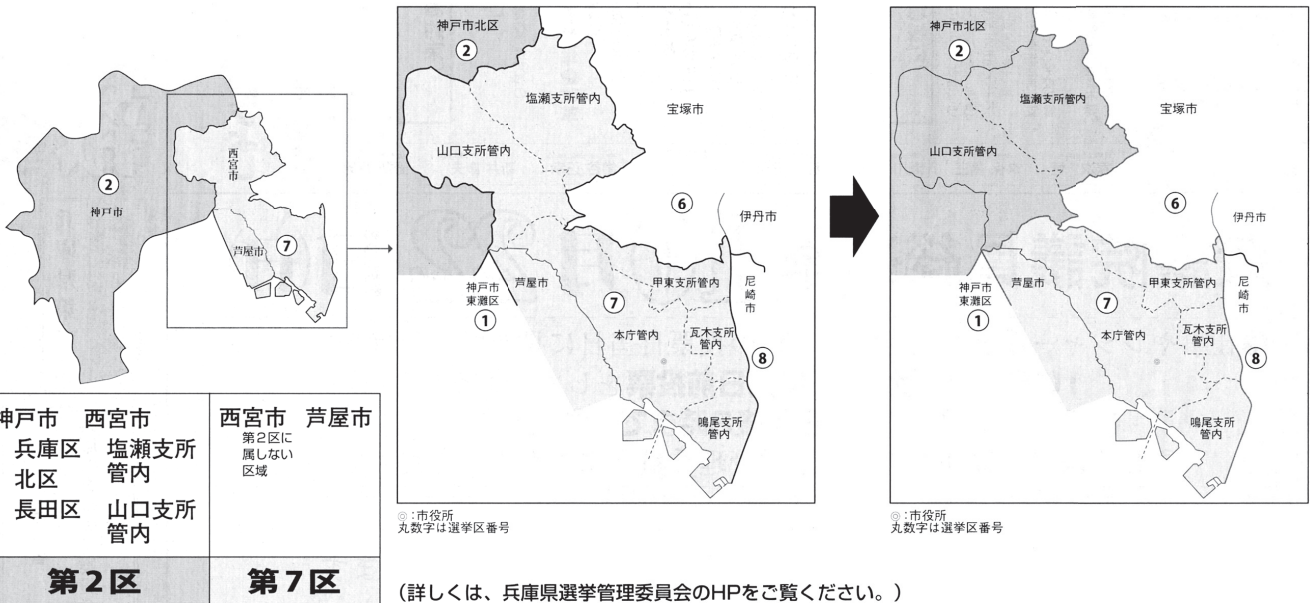 ②
神戸市
西宮市
芦屋市
⑦
神戸市北区
②
塩瀬支所管内
宝塚市
山口支所管内
⑥
伊丹市
芦屋市
甲東支所管内
尼崎市
神戸市
東灘区
①
⑦
本庁管内
瓦木支所
管内
⑧
鳴尾支所
管内
◎:市役所
丸数字は選挙区番号
神戸市北区
②
塩瀬支所管内
宝塚市
山口支所管内
⑥
伊丹市
芦屋市
甲東支所管内
尼崎市
神戸市
東灘区
①
⑦
本庁管内
瓦木支所
管内
⑧
鳴尾支所
管内
◎:市役所
丸数字は選挙区番号
神戸市 西宮市
兵庫区 塩瀬支所
管内
北区
長田区 山口支所
管内
西宮市 芦屋市
第2区に
属しない
区域
第2区
第7区
(詳しくは、兵庫県選挙管理委員会のHPをご覧ください。)